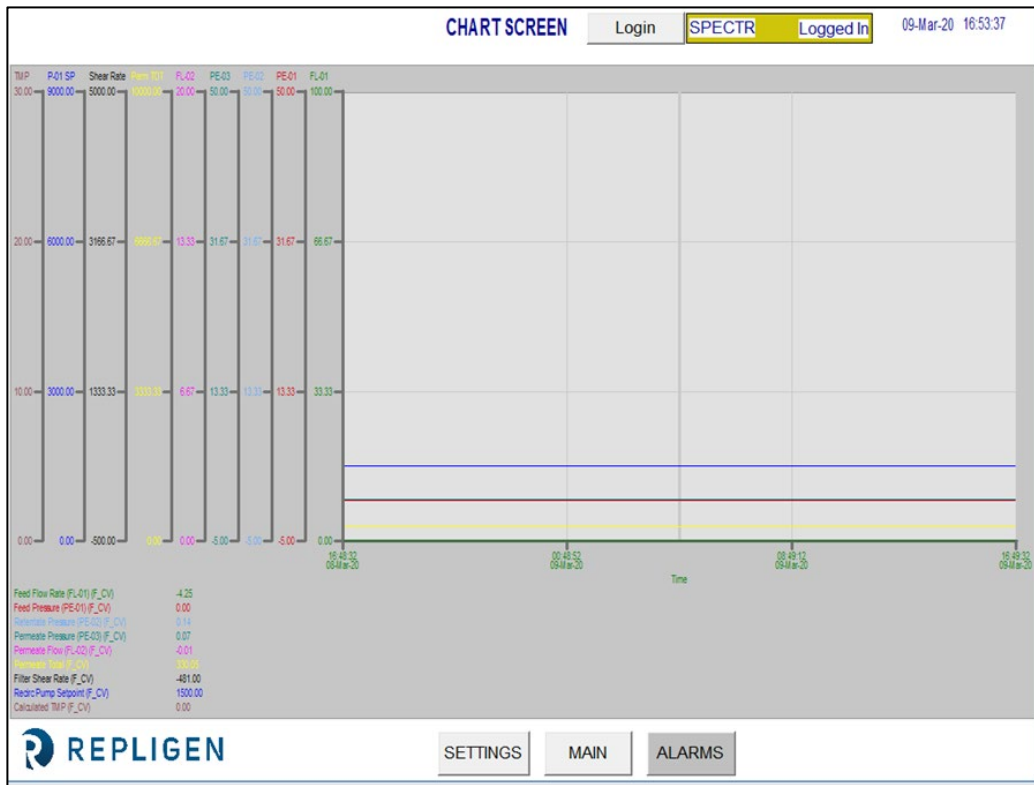 CHART SCREEN
Login
SPECTR Logged In
09-Mar-20 16:53:37
TMP P-01 SP Shear Rate Perm TOT FL-02 PE-03 PE-02 PE-01 FL-01
30.00 9000.00 5000.00 10000.00 20.00 50.00 50.00 50.00 100.00
20.00 6000.00 3166.67 6666.67 13.33 31.67 31.67 31.67 66.67
10.00 3000.00 1333.33 3333.33 6.67 13.33 13.33 13.33 33.33
0.00 0.00 -500.00 0.00 0.00 -5.00 -5.00 -5.00 0.00
16:48:32 00:48:52 08:49:12 16:49:32
08-Mar-20 09-Mar-20 09-Mar-20 09-Mar-20
Time
Feed Flow Rate (FL-01) (F_CV) -4.25
Feed Pressure (PE-01) (F_CV) 0.00
Retentate Pressure (PE-02) (F_CV) 0.14
Permeate Pressure (PE-03) (F_CV) 0.07
Permeate Flow (FL-02) (F_CV) -0.01
Permeate Total (F_CV) 330.05
Filter Shear Rate (F_CV) -481.00
Recirc Pump Setpoint (F_CV) 1500.00
Calculated TMP (F_CV) 0.00
REPLIGEN
SETTINGS
MAIN
ALARMS